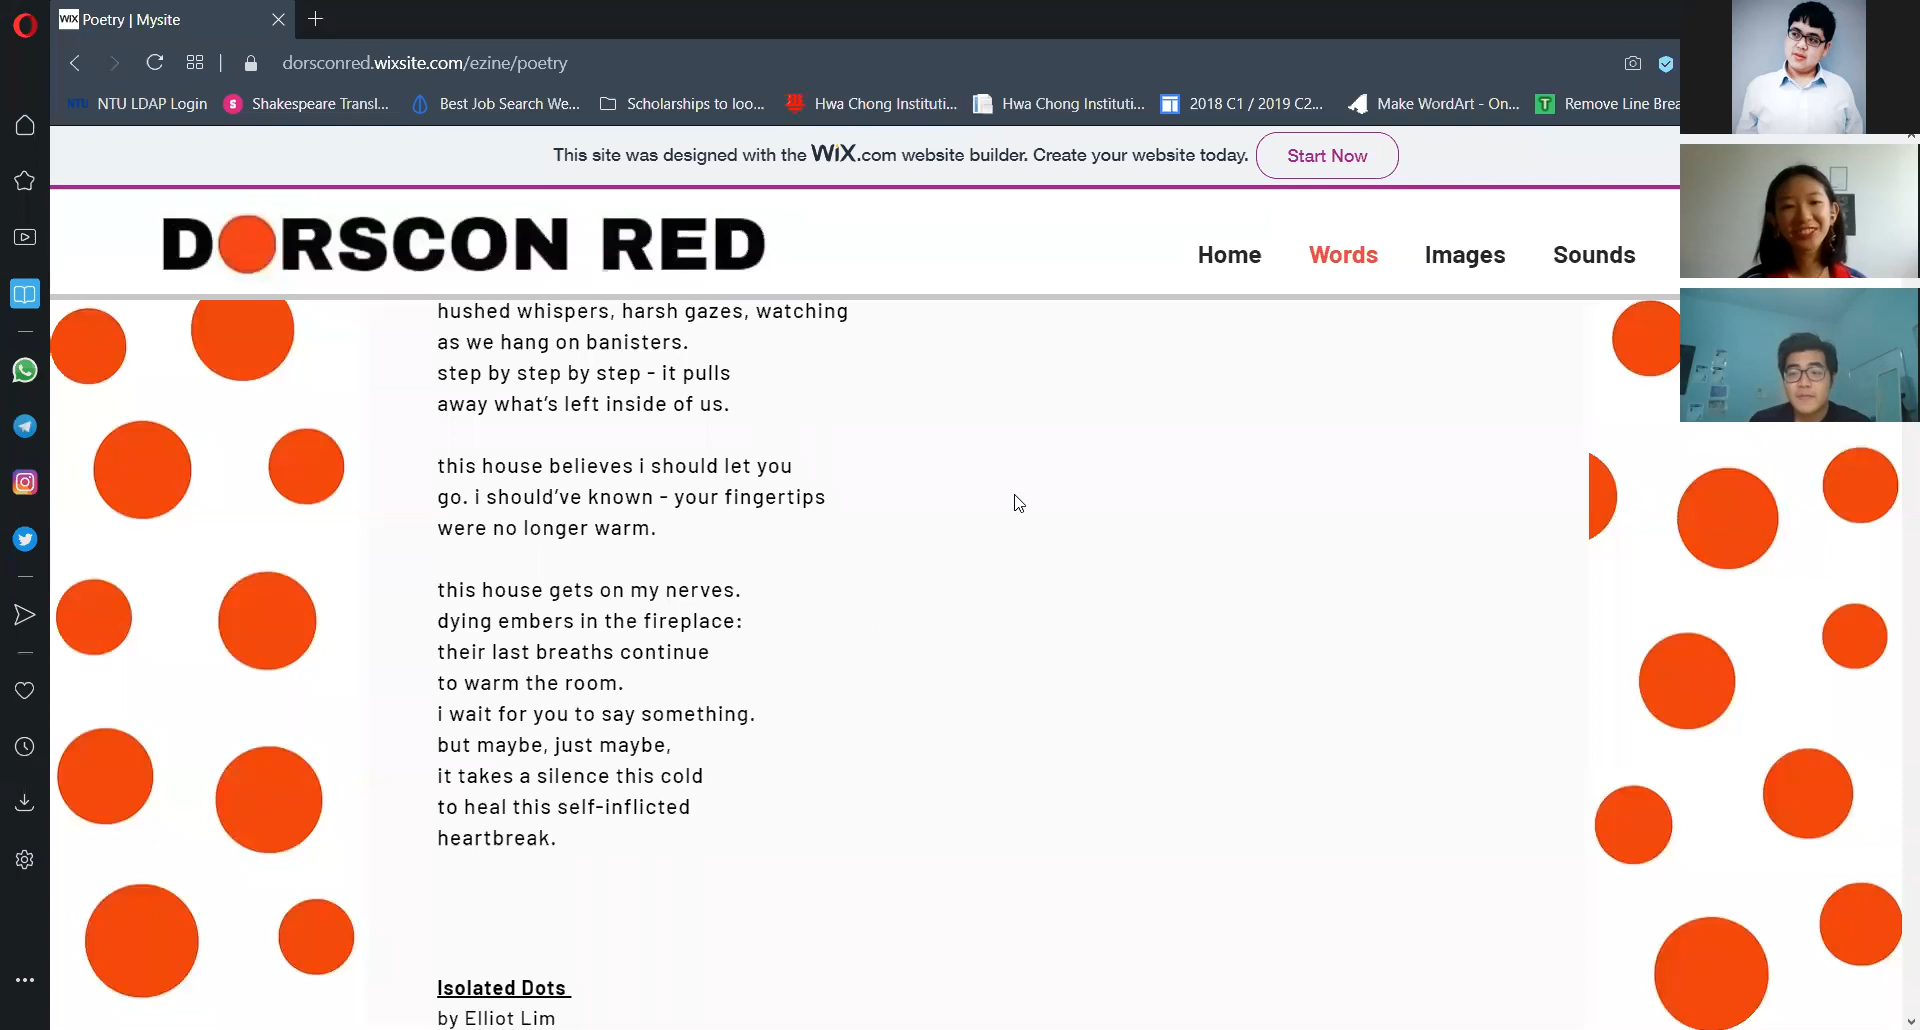 WiX Poetry | Mysite
dorsconred.wixsite.com/ezine/poetry
NTU NTU LDAP Login
S Shakespeare Transl...
Best Job Search We...
Scholarships to loo...
Hwa Chong Instituti...
Hwa Chong Instituti...
2018 C1 / 2019 C2...
Make WordArt - On...
T Remove Line Brea
This site was designed with the WiX.com website builder. Create your website today.
Start Now
DORSCON RED
Home
Words
Images
Sounds
hushed whispers, harsh gazes, watching
as we hang on banisters.
step by step by step - it pulls
away what's left inside of us.
this house believes i should let you
go. i should've known - your fingertips
were no longer warm.
this house gets on my nerves.
dying embers in the fireplace:
their last breaths continue
to warm the room.
i wait for you to say something.
but maybe, just maybe,
it takes a silence this cold
to heal this self-inflicted
heartbreak.
Isolated Dots
by Elliot Lim